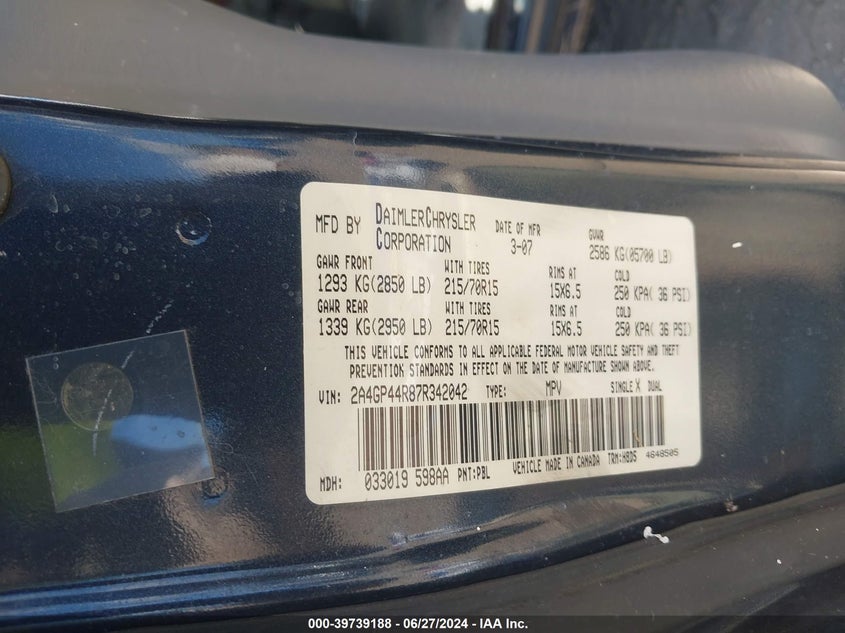 MFD BY DAIMLERCHRYSLER CORPORATION DATE OF MFR 3-07 GVWR 2586 KG(05700 LB)
GAWR FRONT WITH TIRES RIMS AT COLD
1293 KG(2850 LB) 215/70R15 15X6.5 250 KPA( 36 PSI)
GAWR REAR WITH TIRES RIMS AT COLD
1339 KG(2950 LB) 215/70R15 15X6.5 250 KPA( 36 PSI)
THIS VEHICLE CONFORMS TO ALL APPLICABLE FEDERAL MOTOR VEHICLE SAFETY AND THEFT
PREVENTION STANDARDS IN EFFECT ON THE DATE OF MANUFACTURE SHOWN ABOVE.
VIN: 2A4GP44R87R342042 TYPE: MPV SINGLE X DUAL
MDH: 033019 598AA PNT:PBL VEHICLE MADE IN CANADA TRM:H8D5 4648505
000-39739188 / 06/27/2024 - © IAA, Inc.